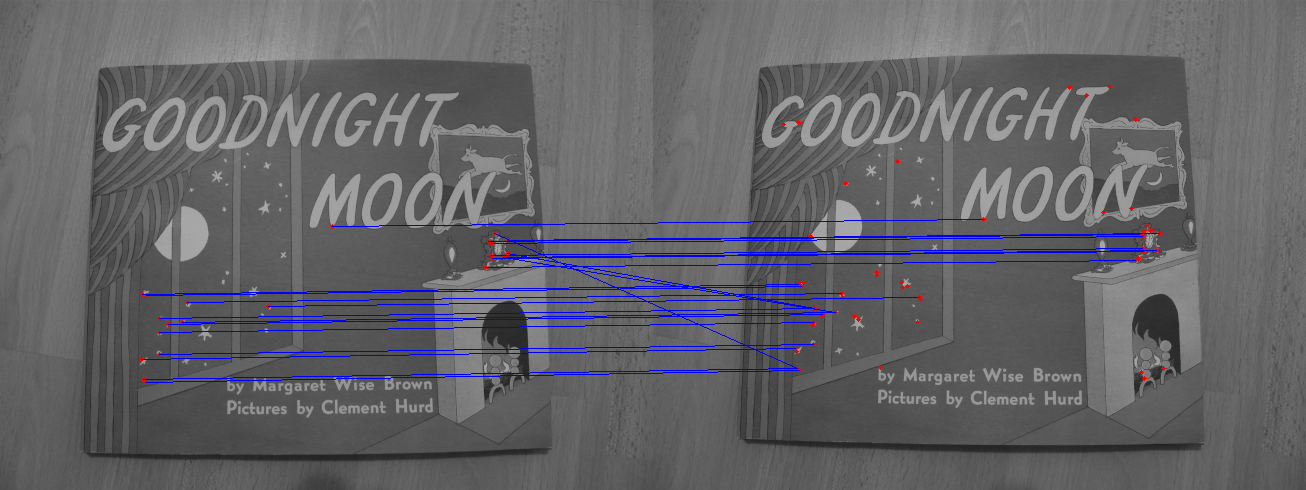 GOODNIGHT
MOON
by Margaret Wise Brown
Pictures by Clement Hurd
GOODNIGHT
MOON
by Margaret Wise Brown
Pictures by Clement Hurd